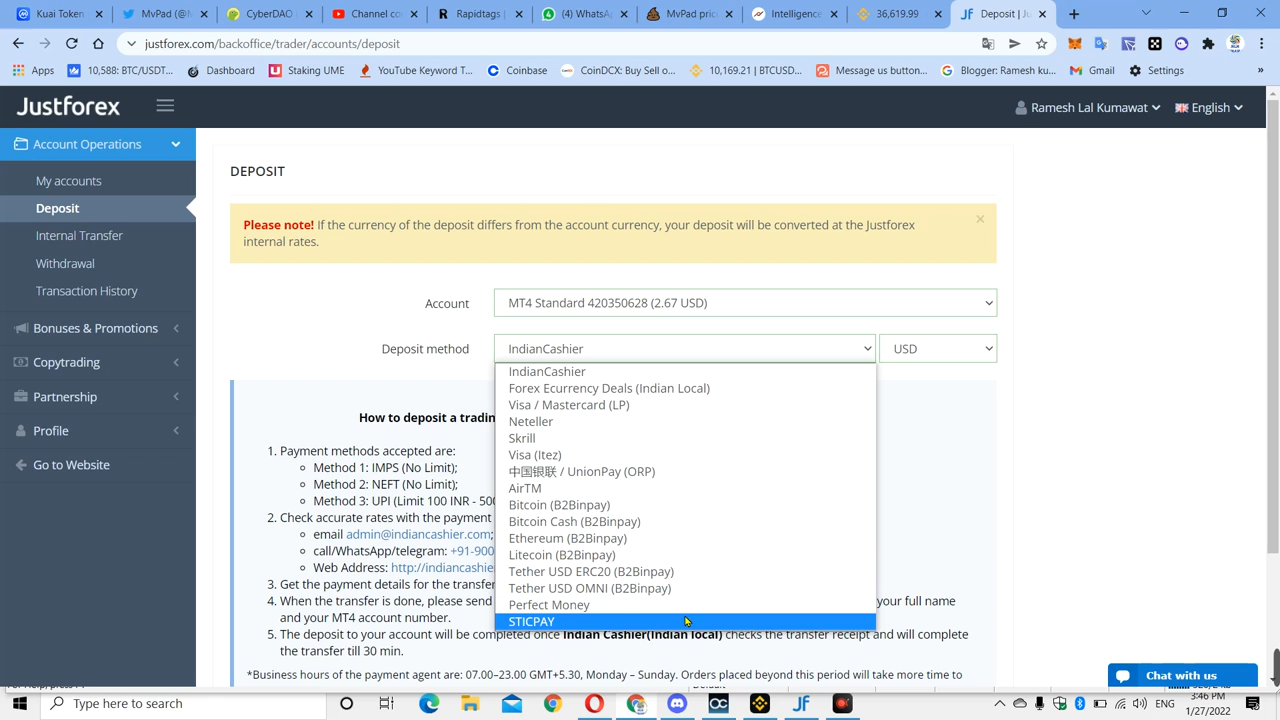 Kuai Token
MvPad (@M
CyberDAO /
Chainal co
Rapidtags /
(4) WhatsA
MvPad price
Intelligence
36,619.99
Deposit | Ju
justforex.com/backoffice/trader/accounts/deposit
Apps
10,588: BTC/USDT...
Dashboard
Staking UME
YouTube Keyword T...
Coinbase
CoinDCX: Buy Sell o...
10,169.21 | BTCUSD...
Message us button...
Blogger: Ramesh ku...
Gmail
Settings
Justforex
Ramesh Lal Kumawat
English
Account Operations
My accounts
Deposit
Internal Transfer
Withdrawal
Transaction History
Bonuses & Promotions
Copytrading
Partnership
Profile
Go to Website
DEPOSIT
Please note! If the currency of the deposit differs from the account currency, your deposit will be converted at the Justforex
internal rates.
Account
MT4 Standard 420350628 (2.67 USD)
Deposit method
IndianCashier
USD
IndianCashier
Forex Ecurrency Deals (Indian Local)
Visa / Mastercard (LP)
Neteller
Skrill
Visa (Itez)
中国银联 / UnionPay (ORP)
AirTM
Bitcoin (B2Binpay)
Bitcoin Cash (B2Binpay)
Ethereum (B2Binpay)
Litecoin (B2Binpay)
Tether USD ERC20 (B2Binpay)
Tether USD OMNI (B2Binpay)
Perfect Money
STICPAY
How to deposit a tradin
1. Payment methods accepted are:
Method 1: IMPS (No Limit);
Method 2: NEFT (No Limit);
Method 3: UPI (Limit 100 INR - 500
2. Check accurate rates with the payment
email admin@indiancashier.com;
call/WhatsApp/telegram: +91-900
Web Address: http://indiancashie
3. Get the payment details for the transfe
4. When the transfer is done, please send your full name
and your MT4 account number.
5. The deposit to your account will be completed once Indian Cashier(Indian local) checks the transfer receipt and will complete
the transfer till 30 min.
*Business hours of the payment agent are: 07.00–23.00 GMT+5.30, Monday – Sunday. Orders placed beyond this period will take more time to
Chat with us
Type here to search
ENG
3:46 PM
1/27/2022